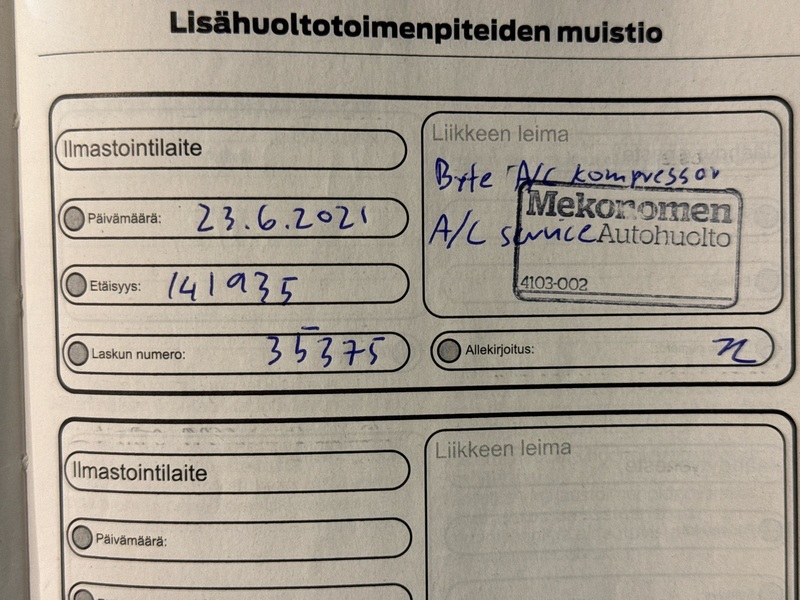 Lisähuoltotoimenpiteiden muistio
Ilmastointilaite
Päivämäärä: 23.6.2021
Etäisyys: 141935
Laskun numero: 35375
Liikkeen leima
Byte A/C kompressor
Mekonomen
A/C service Autohuolto
4103-002
Allekirjoitus:
Ilmastointilaite
Päivämäärä:
Liikkeen leima